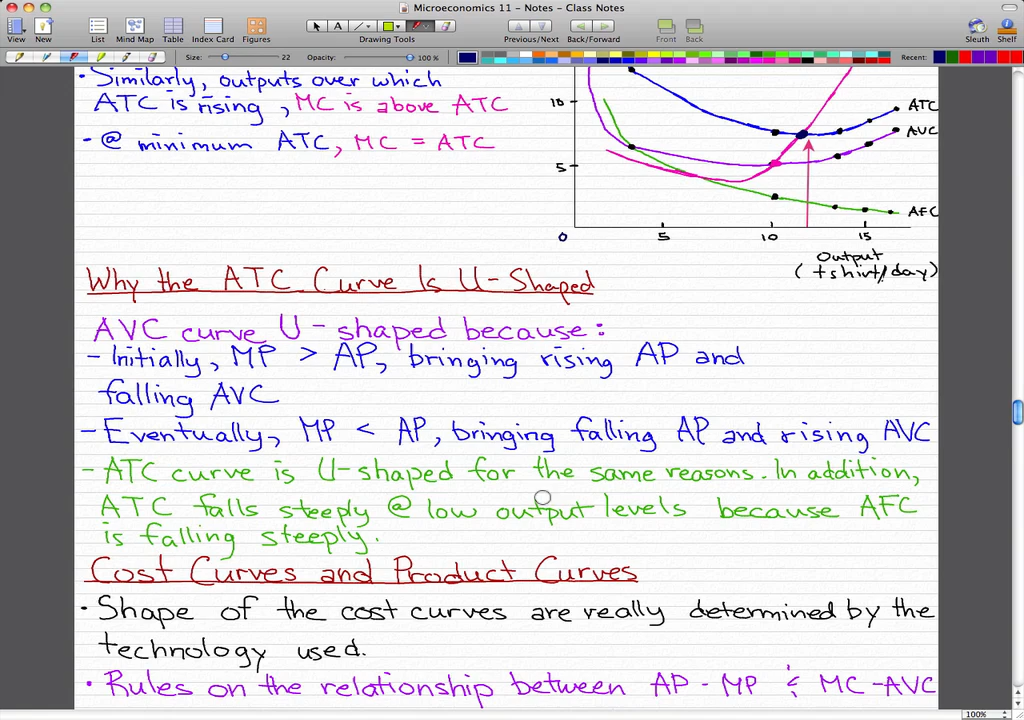 Microeconomics 11 - Notes - Class Notes
View New List Mind Map Table Index Card Figures Drawing Tools Previous/Next Back/Forward Front Back Sleuth Shelf
Size: 22 Opacity: 100 % Recent:
• Similarly, outputs over which
ATC is rising, MC is above ATC
- @ minimum ATC, MC = ATC
10
ATC
AVC
5
AFC
0 5 10 15
Output
(tshirt/day)
Why the ATC Curve Is U-Shaped
AVC curve U-shaped because:
- Initially, MP > AP, bringing rising AP and
falling AVC
- Eventually, MP < AP, bringing falling AP and rising AVC
- ATC curve is U-shaped for the same reasons. In addition,
ATC falls steeply @ low output levels because AFC
is falling steeply.
Cost Curves and Product Curves
• Shape of the cost curves are really determined by the
technology used.
• Rules on the relationship between AP-MP & MC-AVC
100%